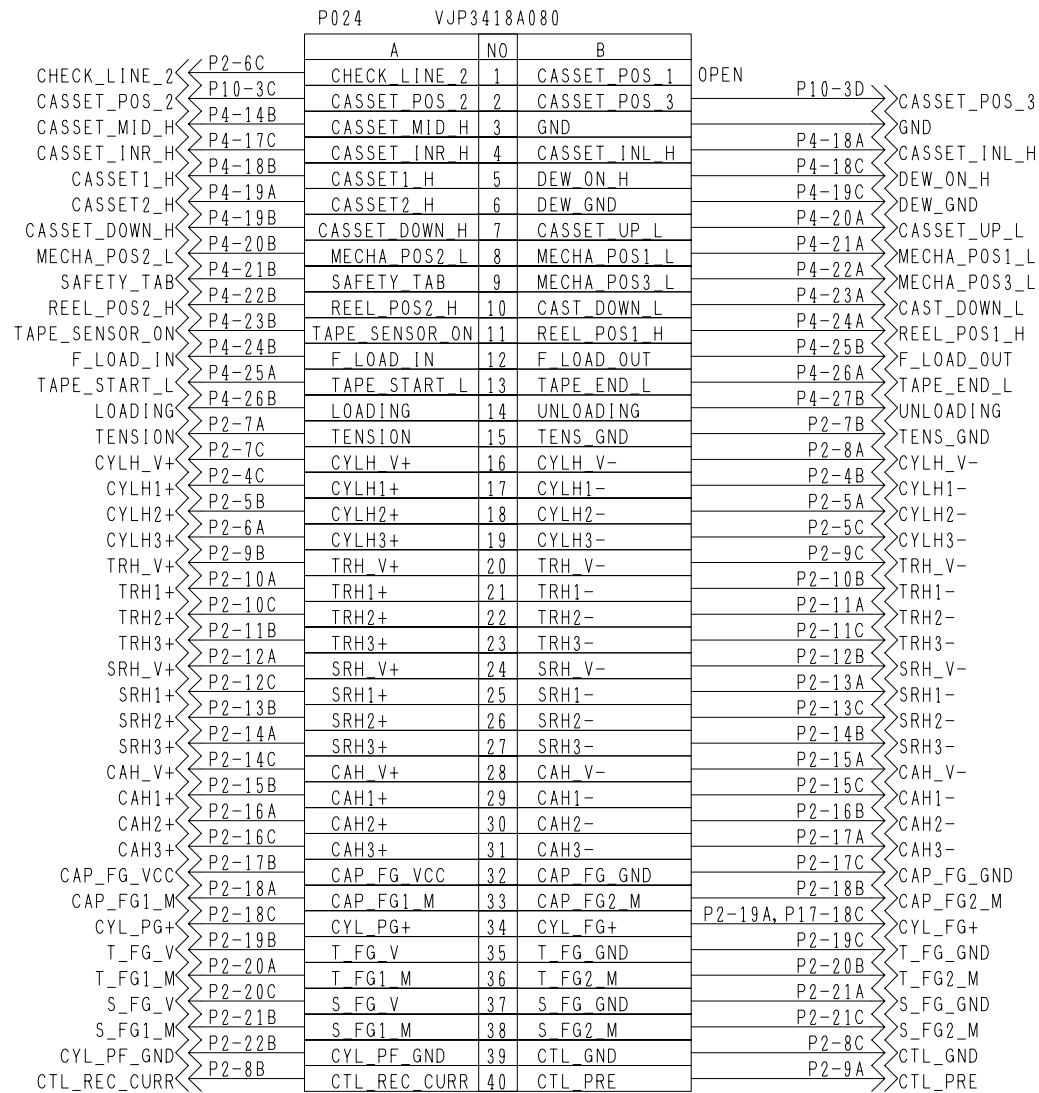 P024 VJP3418A080
A NO B
CHECK_LINE_2 P2-6C CHECK_LINE_2 1 CASSET_POS_1 OPEN
CASSET_POS_2 P10-3C CASSET_POS_2 2 CASSET_POS_3 P10-3D CASSET_POS_3
CASSET_MID_H P4-14B CASSET_MID_H 3 GND GND
CASSET_INR_H P4-17C CASSET_INR_H 4 CASSET_INL_H P4-18A CASSET_INL_H
CASSET1_H P4-18B CASSET1_H 5 DEW_ON_H P4-18C DEW_ON_H
CASSET2_H P4-19A CASSET2_H 6 DEW_GND P4-19C DEW_GND
CASSET_DOWN_H P4-19B CASSET_DOWN_H 7 CASSET_UP_L P4-20A CASSET_UP_L
MECHA_POS2_L P4-20B MECHA_POS2_L 8 MECHA_POS1_L P4-21A MECHA_POS1_L
SAFETY_TAB P4-21B SAFETY_TAB 9 MECHA_POS3_L P4-22A MECHA_POS3_L
REEL_POS2_H P4-22B REEL_POS2_H 10 CAST_DOWN_L P4-23A CAST_DOWN_L
TAPE_SENSOR_ON P4-23B TAPE_SENSOR_ON 11 REEL_POS1_H P4-24A REEL_POS1_H
F_LOAD_IN P4-24B F_LOAD_IN 12 F_LOAD_OUT P4-25B F_LOAD_OUT
TAPE_START_L P4-25A TAPE_START_L 13 TAPE_END_L P4-26A TAPE_END_L
LOADING P4-26B LOADING 14 UNLOADING P4-27B UNLOADING
TENSION P2-7A TENSION 15 TENS_GND P2-7B TENS_GND
CYLH_V+ P2-7C CYLH_V+ 16 CYLH_V- P2-8A CYLH_V-
CYLH1+ P2-4C CYLH1+ 17 CYLH1- P2-4B CYLH1-
CYLH2+ P2-5B CYLH2+ 18 CYLH2- P2-5A CYLH2-
CYLH3+ P2-6A CYLH3+ 19 CYLH3- P2-5C CYLH3-
TRH_V+ P2-9B TRH_V+ 20 TRH_V- P2-9C TRH_V-
TRH1+ P2-10A TRH1+ 21 TRH1- P2-10B TRH1-
TRH2+ P2-10C TRH2+ 22 TRH2- P2-11A TRH2-
TRH3+ P2-11B TRH3+ 23 TRH3- P2-11C TRH3-
SRH_V+ P2-12A SRH_V+ 24 SRH_V- P2-12B SRH_V-
SRH1+ P2-12C SRH1+ 25 SRH1- P2-13A SRH1-
SRH2+ P2-13B SRH2+ 26 SRH2- P2-13C SRH2-
SRH3+ P2-14A SRH3+ 27 SRH3- P2-14B SRH3-
CAH_V+ P2-14C CAH_V+ 28 CAH_V- P2-15A CAH_V-
CAH1+ P2-15B CAH1+ 29 CAH1- P2-15C CAH1-
CAH2+ P2-16A CAH2+ 30 CAH2- P2-16B CAH2-
CAH3+ P2-16C CAH3+ 31 CAH3- P2-17A CAH3-
CAP_FG_VCC P2-17B CAP_FG_VCC 32 CAP_FG_GND P2-17C CAP_FG_GND
CAP_FG1_M P2-18A CAP_FG1_M 33 CAP_FG2_M P2-18B CAP_FG2_M
CYL_PG+ P2-18C CYL_PG+ 34 CYL_FG+ P2-19A, P17-18C CYL_FG+
T_FG_V P2-19B T_FG_V 35 T_FG_GND P2-19C T_FG_GND
T_FG1_M P2-20A T_FG1_M 36 T_FG2_M P2-20B T_FG2_M
S_FG_V P2-20C S_FG_V 37 S_FG_GND P2-21A S_FG_GND
S_FG1_M P2-21B S_FG1_M 38 S_FG2_M P2-21C S_FG2_M
CYL_PF_GND P2-22B CYL_PF_GND 39 CTL_GND P2-8C CTL_GND
CTL_REC_CURR P2-8B CTL_REC_CURR 40 CTL_PRE P2-9A CTL_PRE